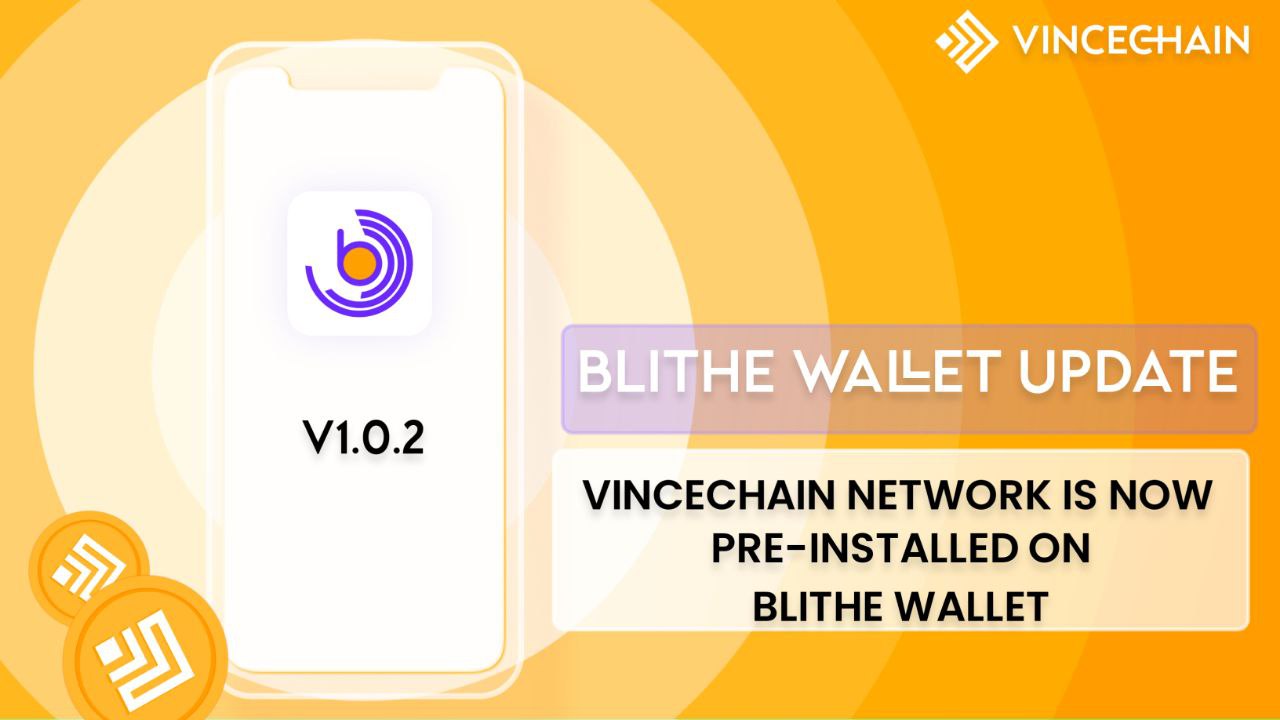 VINCECHAIN
V1.0.2
BLITHE WALLET UPDATE
VINCECHAIN NETWORK IS NOW
PRE-INSTALLED ON
BLITHE WALLET